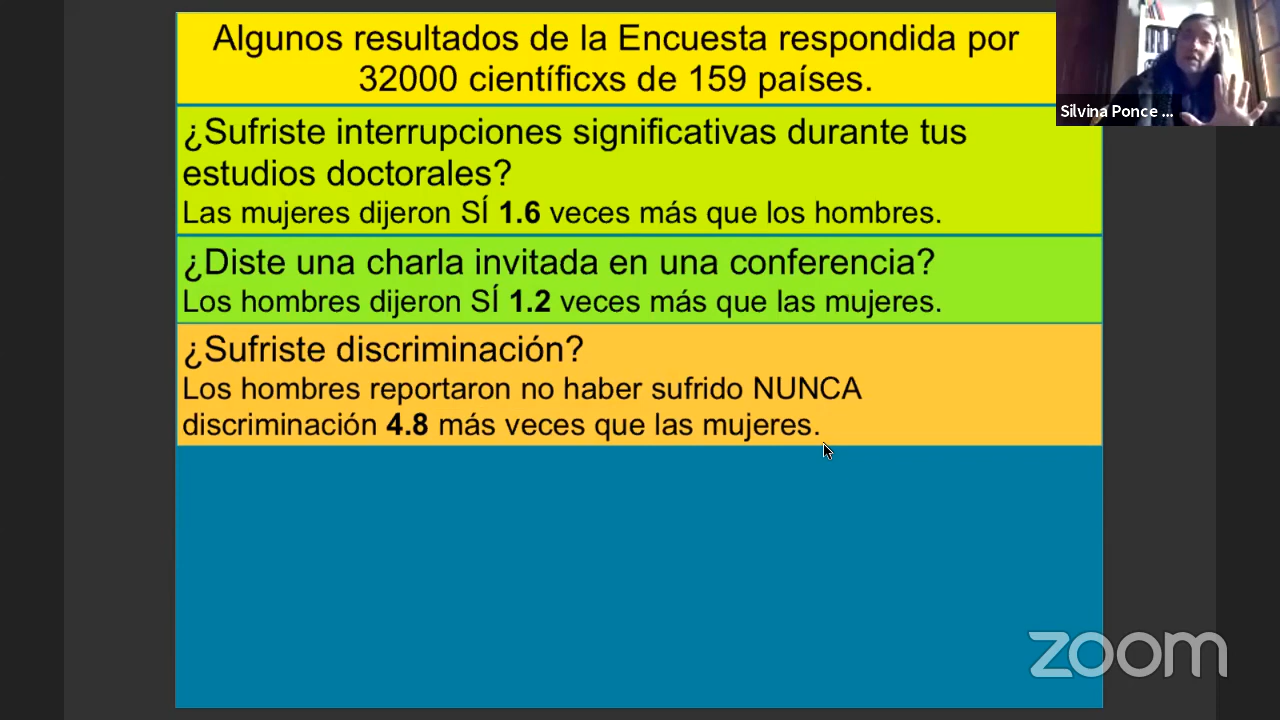 Algunos resultados de la Encuesta respondida por
32000 científicxs de 159 países.
¿Sufriste interrupciones significativas durante tus
estudios doctorales?
Las mujeres dijeron SÍ 1.6 veces más que los hombres.
¿Diste una charla invitada en una conferencia?
Los hombres dijeron SÍ 1.2 veces más que las mujeres.
¿Sufriste discriminación?
Los hombres reportaron no haber sufrido NUNCA
discriminación 4.8 más veces que las mujeres.
Silvina Ponce ...
zoom